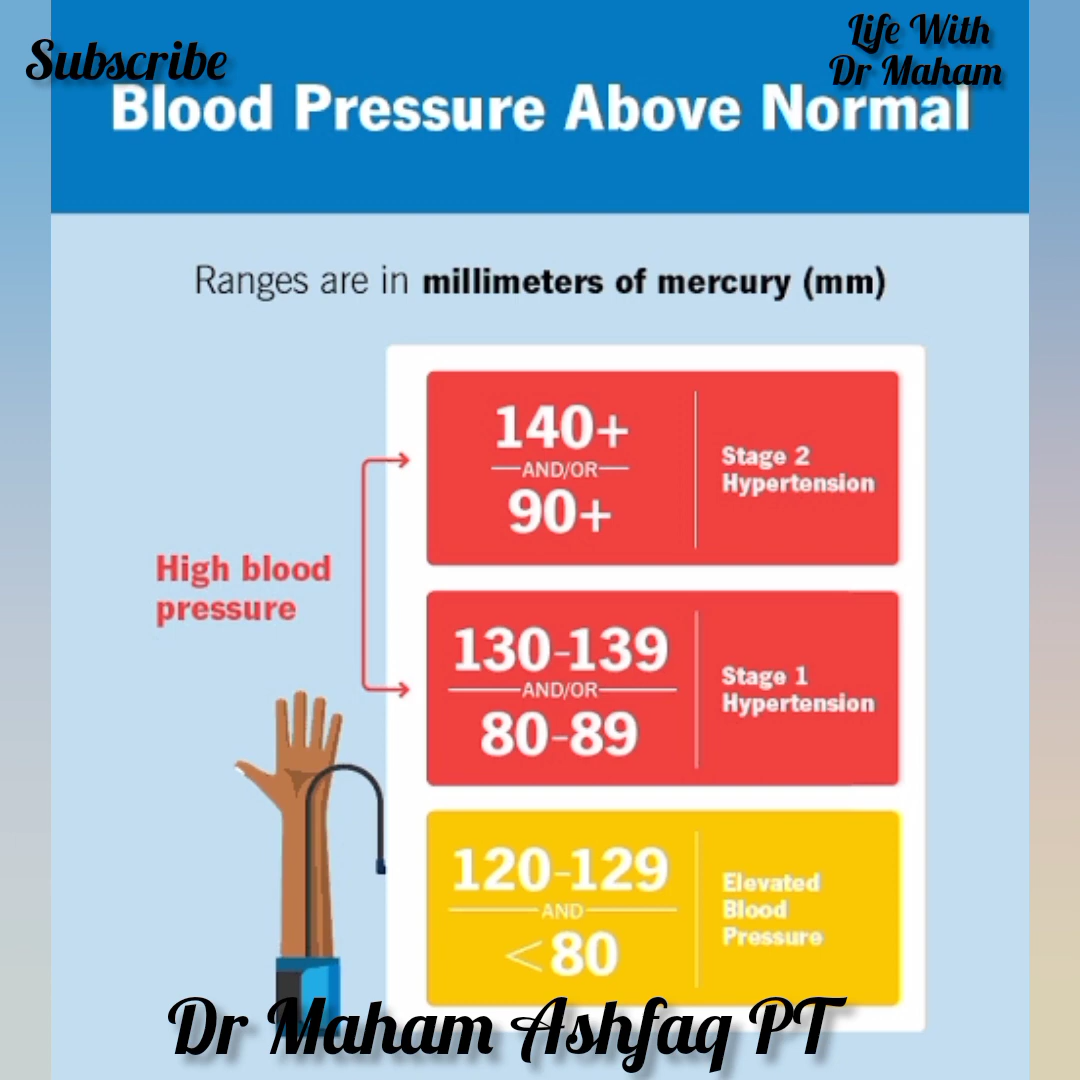 Subscribe
Life With
Dr Maham
Blood Pressure Above Normal
Ranges are in millimeters of mercury (mm)
140+
AND/OR
90+
Stage 2
Hypertension
High blood
pressure
130-139
AND/OR
80-89
Stage 1
Hypertension
120-129
AND
<80
Elevated
Blood
Pressure
Dr Maham Ashfaq PT